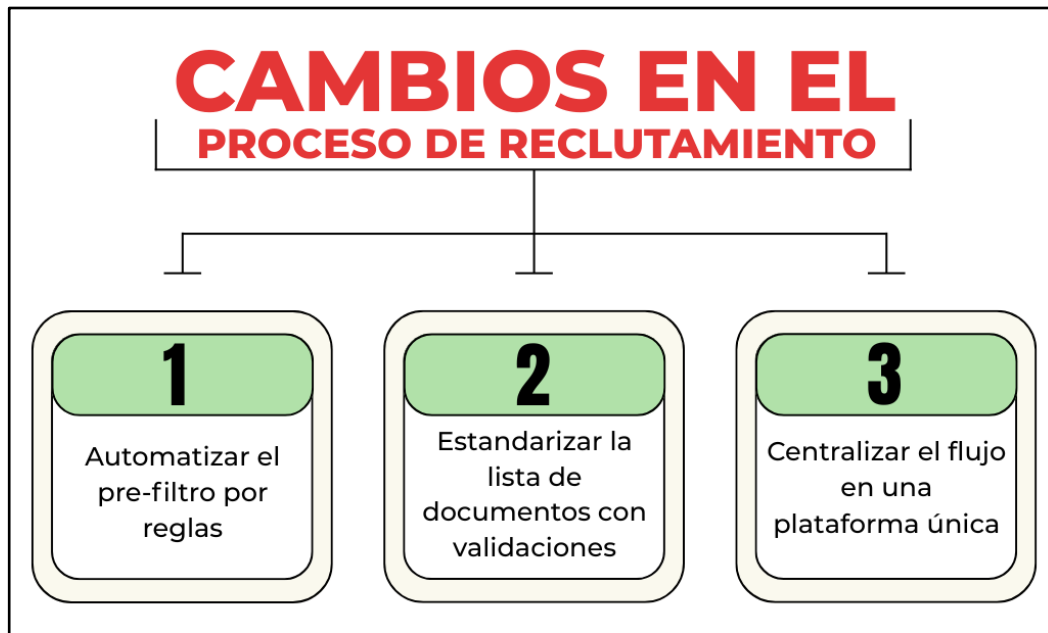 CAMBIOS EN EL
PROCESO DE RECLUTAMIENTO
1
Automatizar el
pre-filtro por
reglas
2
Estandarizar la
lista de
documentos con
validaciones
3
Centralizar el flujo
en una
plataforma única